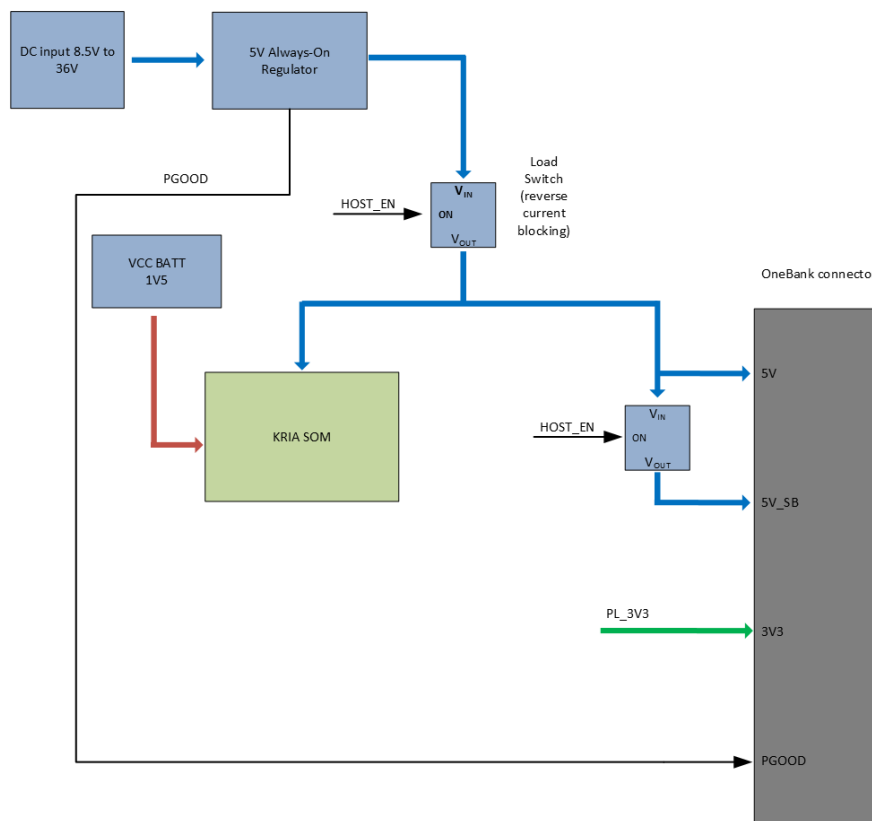 DC input 8.5V to
36V
5V Always-On
Regulator
PGOOD
Load
Switch
(reverse
current
blocking)
HOST_EN
VIN
ON
VOUT
VCC BATT
1V5
OneBank connecto
KRIA SOM
5V
HOST_EN
VIN
ON
VOUT
5V_SB
PL_3V3
3V3
PGOOD